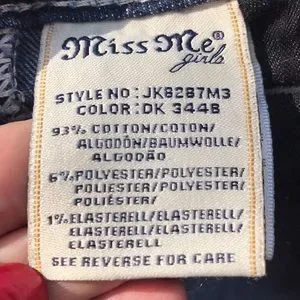 Miss Me®
girls
STYLE NO: JK8287M3
COLOR: DK 344B
93% COTTON/COTON/
ALGODÓN/BAUMWOLLE/
ALGODÃO
6% POLYESTER/POLYESTER/
POLIESTER/POLYESTER/
POLIÉSTER/
1% ELASTERELL/ELASTERELL/
ELASTERELL/ELASTERELL/
ELASTERELL
SEE REVERSE FOR CARE